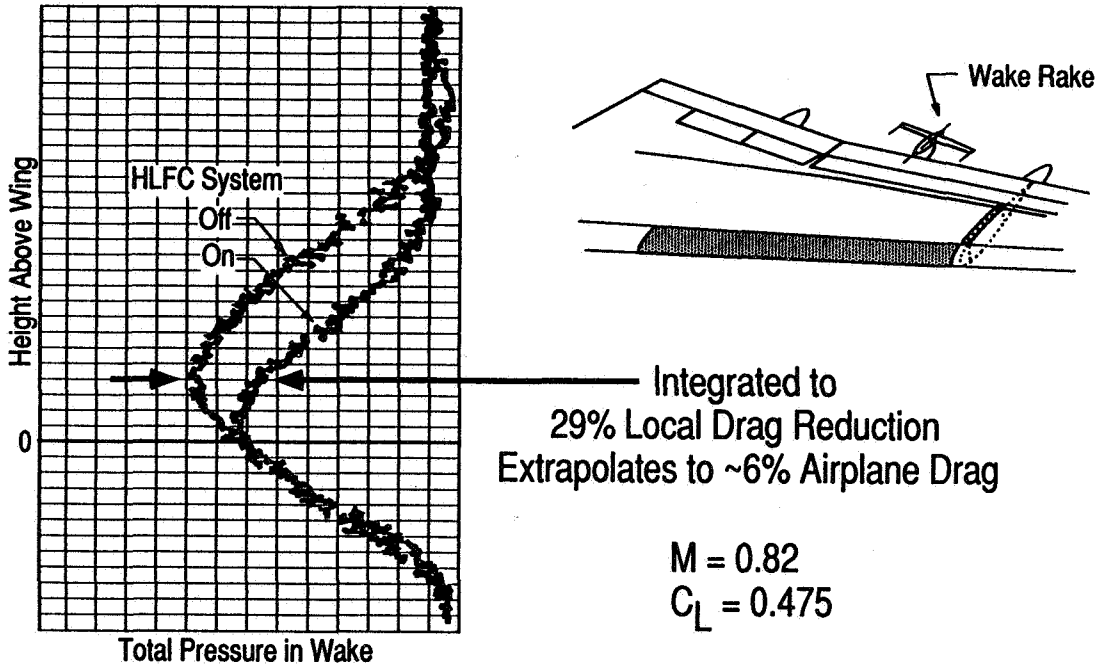 Height Above Wing
HLFC System
Off
On
0
Total Pressure in Wake
Wake Rake
Integrated to
29% Local Drag Reduction
Extrapolates to ~6% Airplane Drag
M = 0.82
CL = 0.475